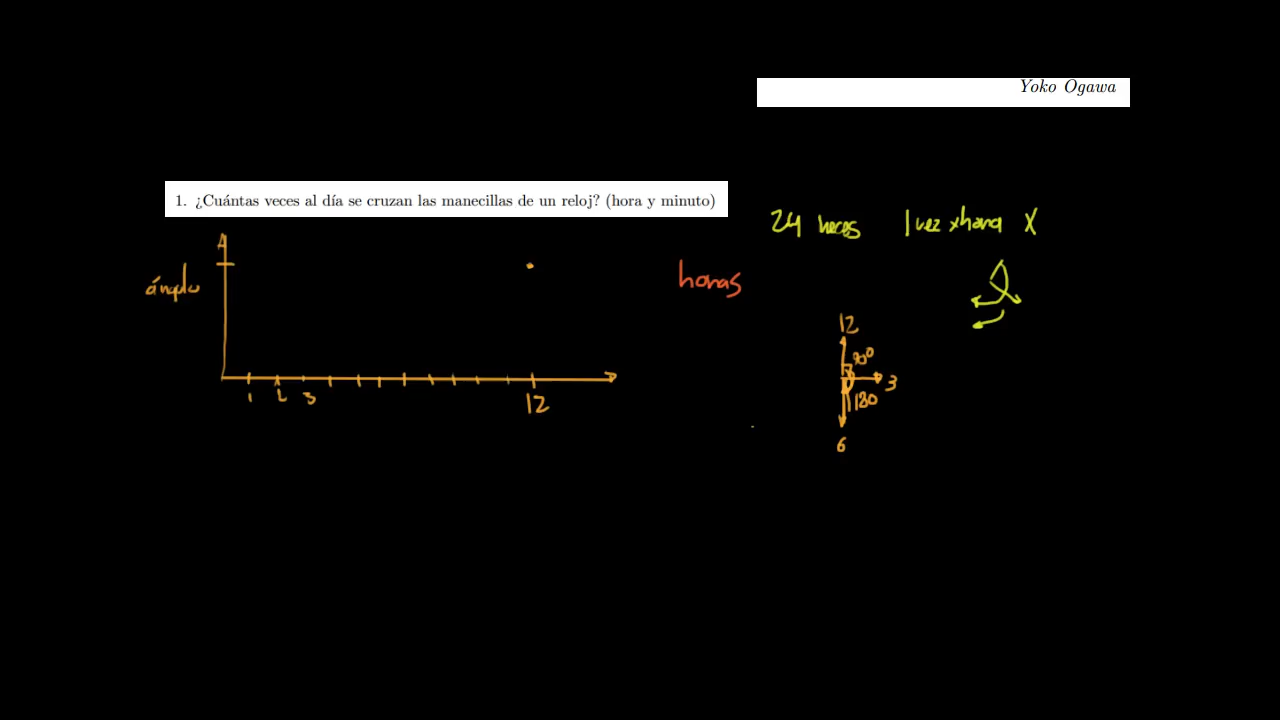 Yoko Ogawa
1. ¿Cuántas veces al día se cruzan las manecillas de un reloj? (hora y minuto)
24 veces 1 vez x hora X
ángulo
horas
12
90°
3
180
6
1 2 3 12